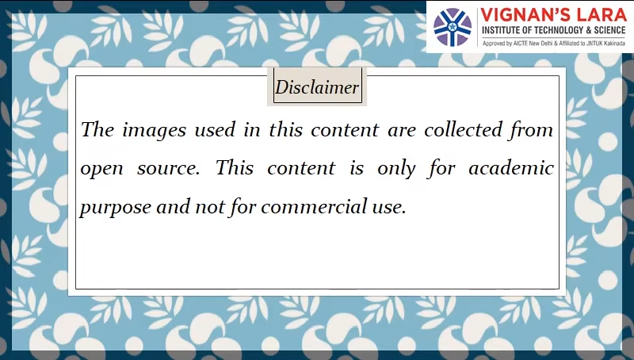 VIGNAN'S LARA
INSTITUTE OF TECHNOLOGY & SCIENCE
Approved by AICTE New Delhi & Affiliated to JNTUK Kakinada
Disclaimer
The images used in this content are collected from
open source. This content is only for academic
purpose and not for commercial use.